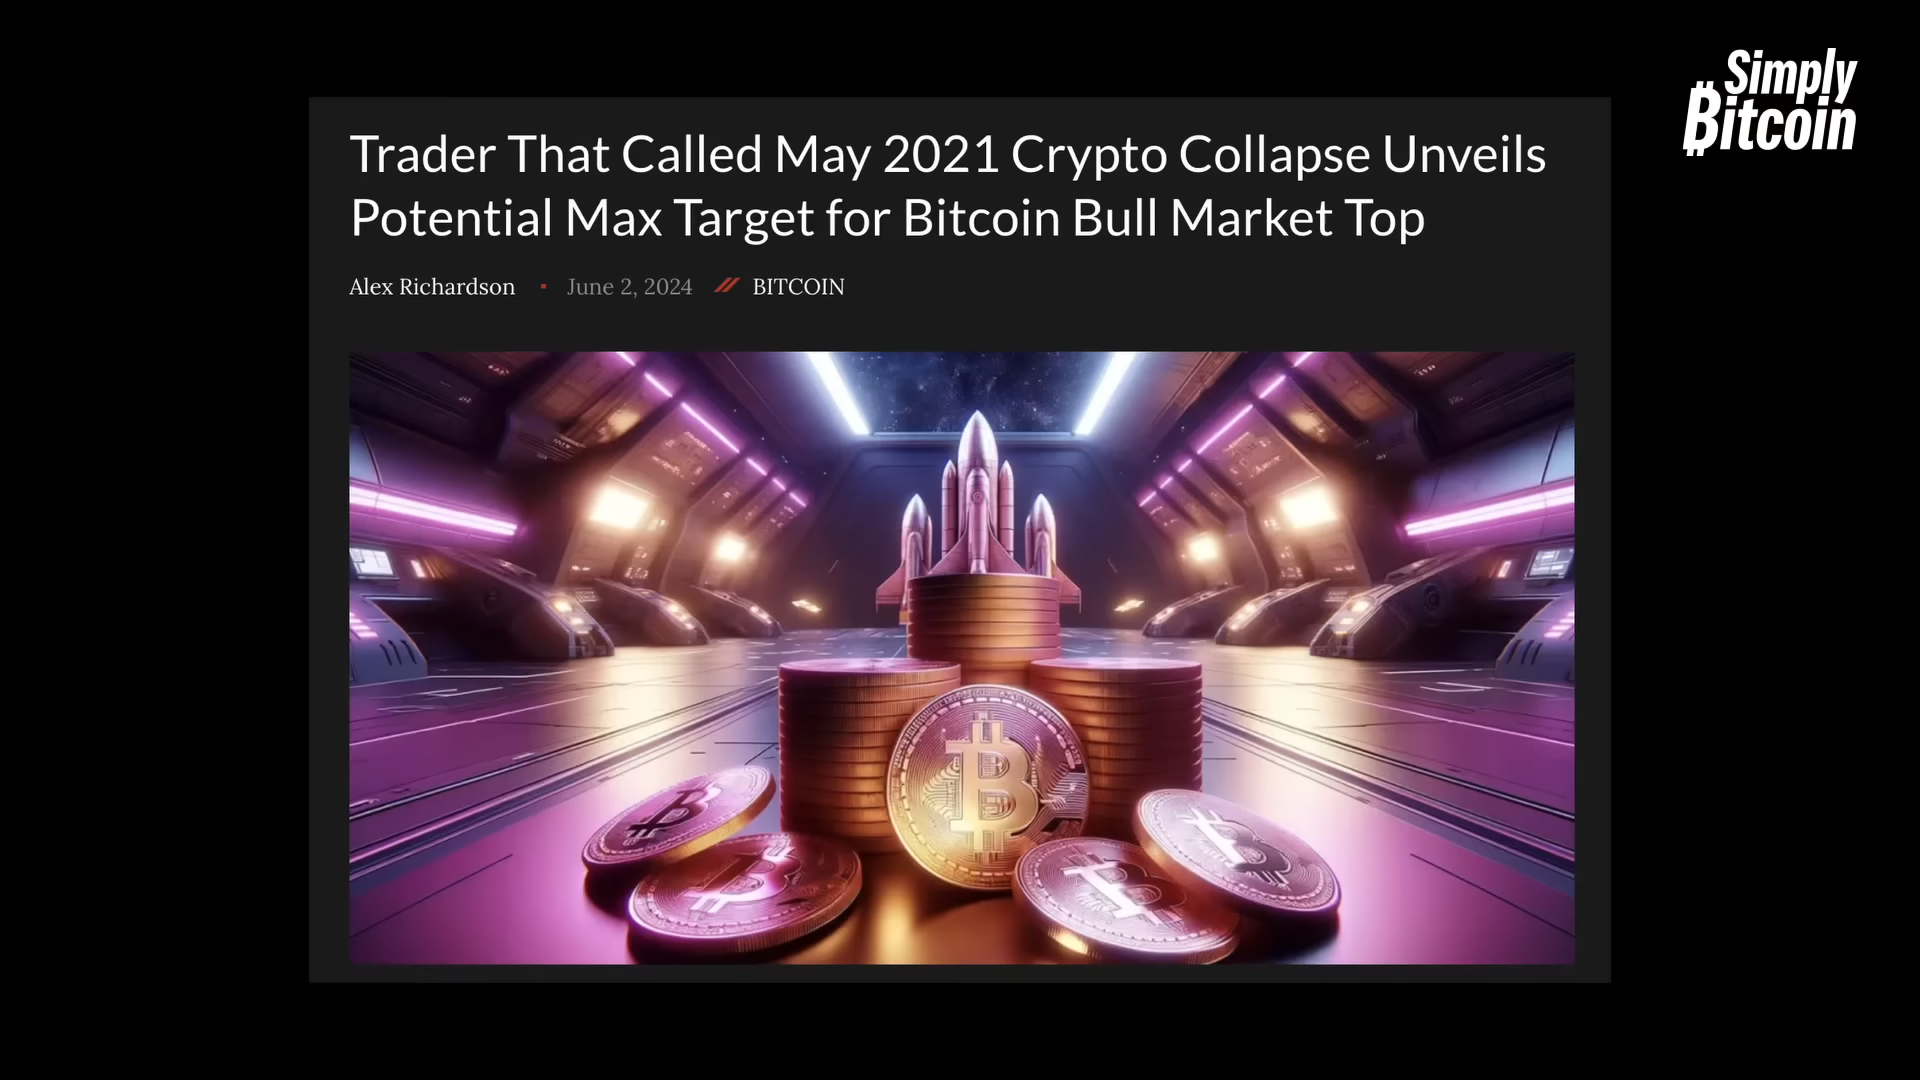 Simply
Bitcoin
Trader That Called May 2021 Crypto Collapse Unveils
Potential Max Target for Bitcoin Bull Market Top
Alex Richardson ▪ June 2, 2024 // BITCOIN